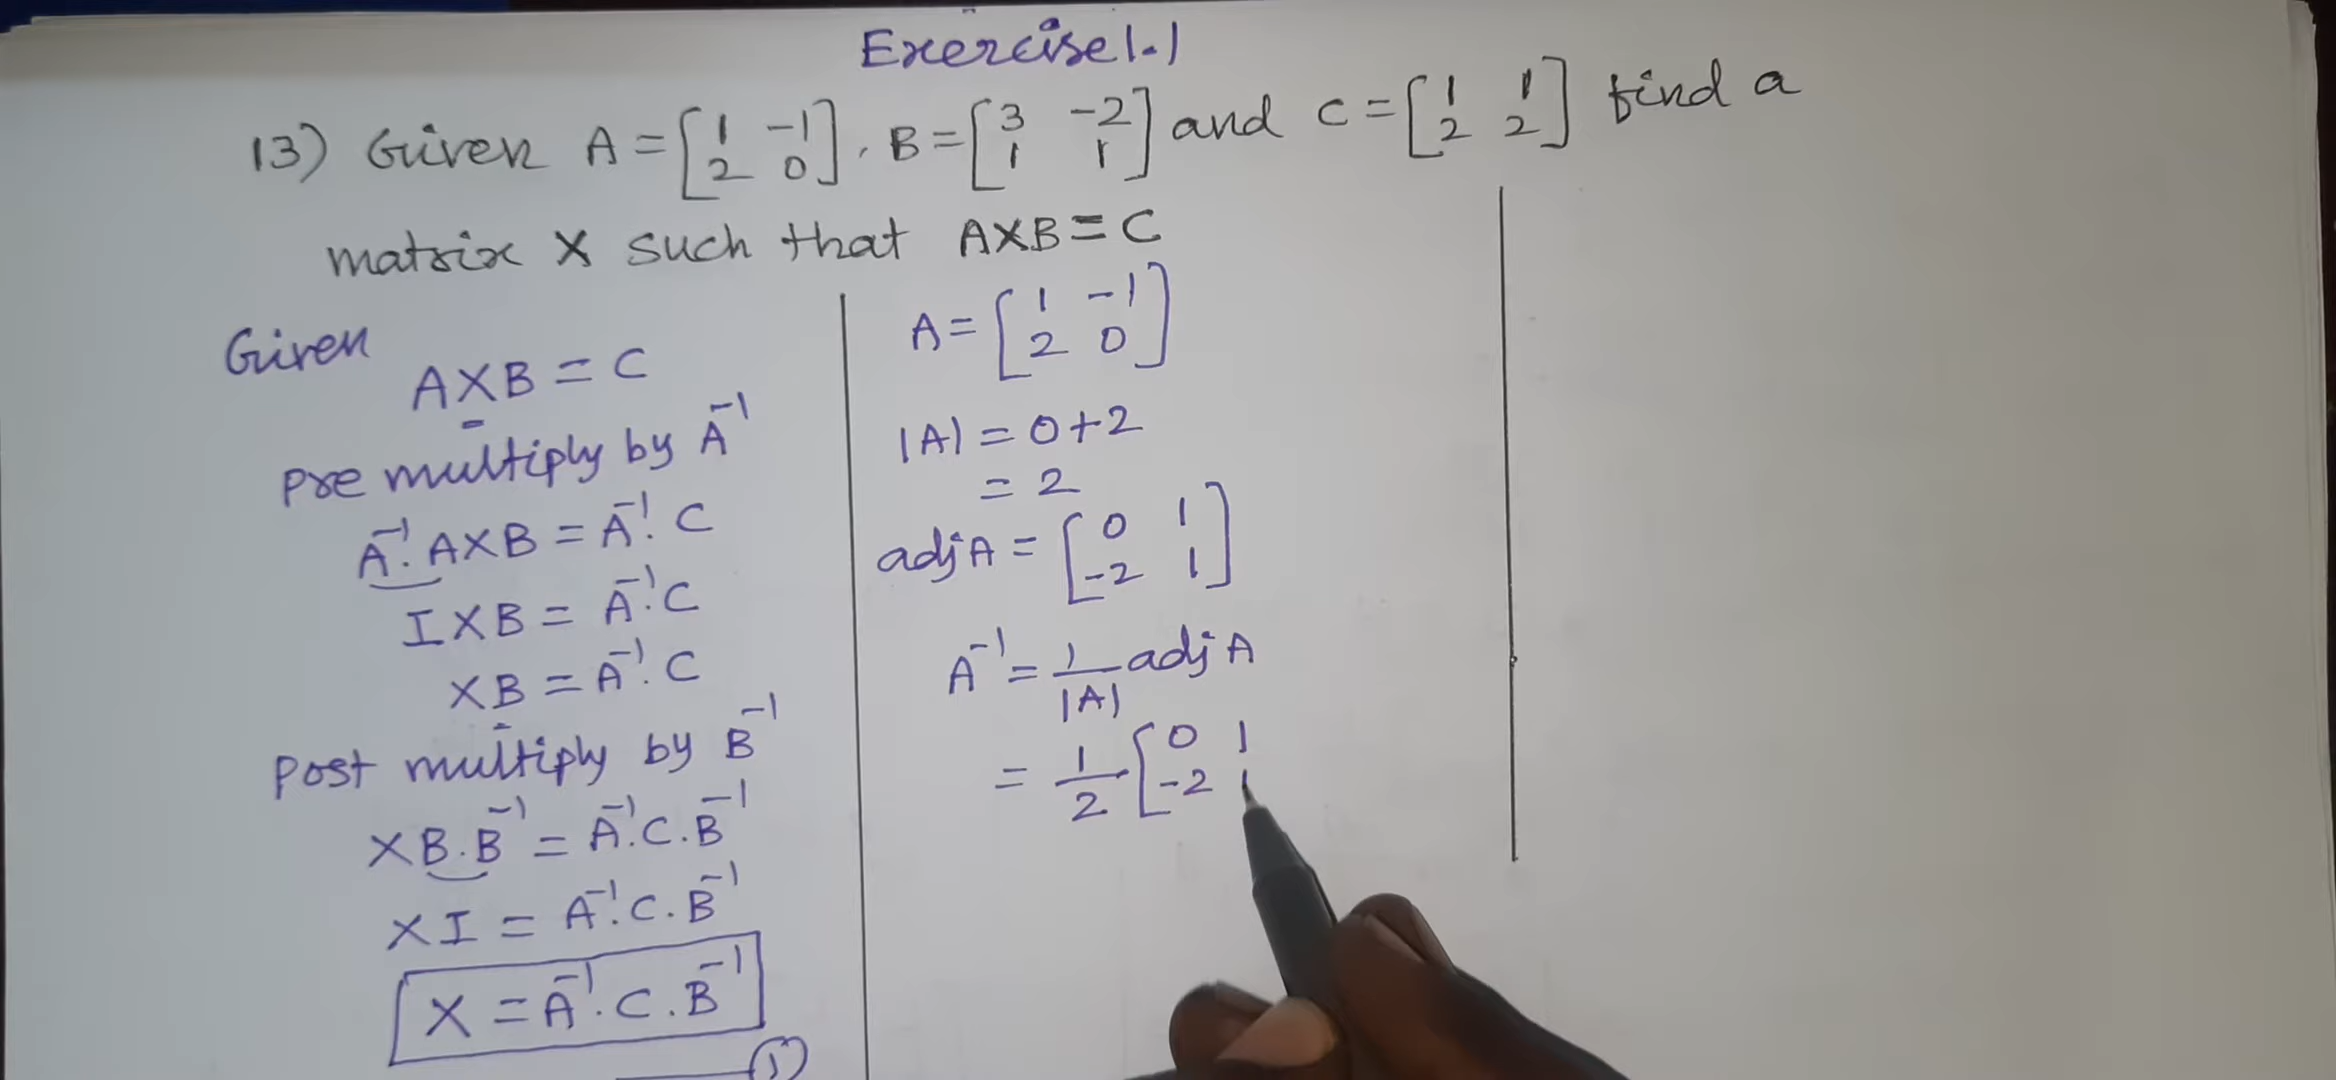 Exercise 1.1
13) Given A = [1 -1
2 0], B = [3 -2
1 1] and C = [1 1
2 2] find a
matrix X such that AXB = C
Given
AXB = C
Pre multiply by A⁻¹
A⁻¹. AXB = A⁻¹. C
IXB = A⁻¹. C
XB = A⁻¹. C
Post multiply by B⁻¹
XB.B⁻¹ = A⁻¹.C.B⁻¹
XI = A⁻¹.C.B⁻¹
X = A⁻¹.C.B⁻¹
①
A = [1 -1
2 0]
|A| = 0+2
= 2
adj A = [0 1
-2 1]
A⁻¹ = 1/|A| adj A
= 1/2 [0 1
-2 1